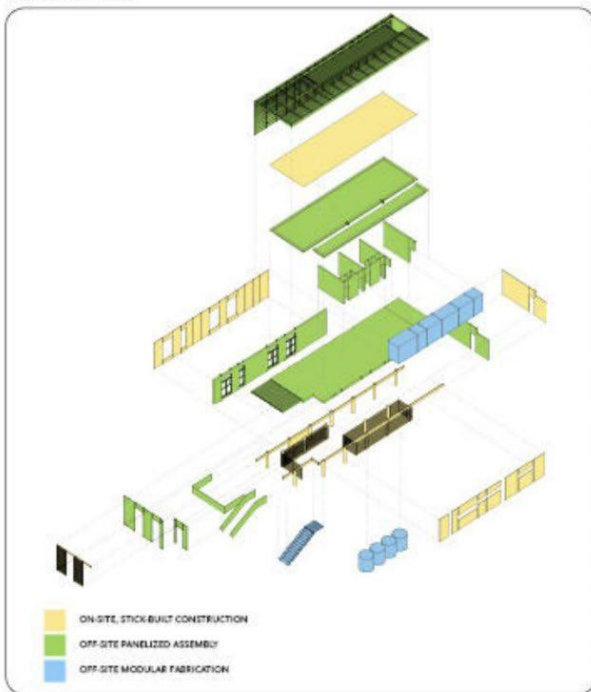 ON-SITE, STICK-BUILT CONSTRUCTION
OFF-SITE PANELIZED ASSEMBLY
OFF-SITE MODULAR FABRICATION